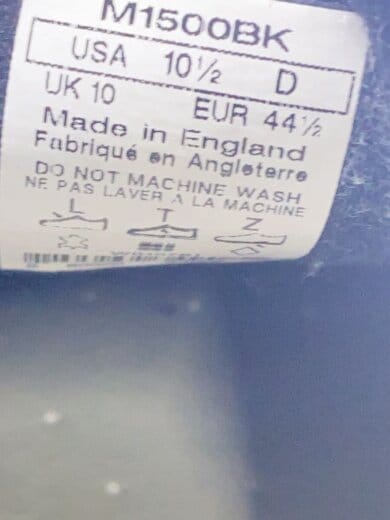 M1500BK
USA 10½ D
UK 10 EUR 44½
Made in England
Fabriqué en Angleterre
DO NOT MACHINE WASH
NE PAS LAVER A LA MACHINE
L T Z